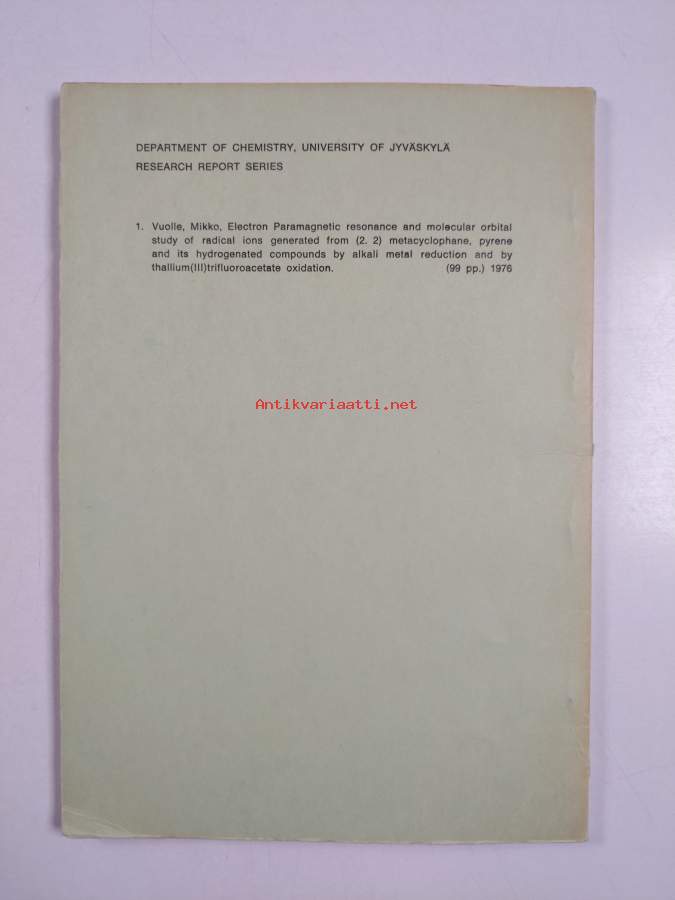 DEPARTMENT OF CHEMISTRY, UNIVERSITY OF JYVÄSKYLÄ
RESEARCH REPORT SERIES
1. Vuolle, Mikko, Electron Paramagnetic resonance and molecular orbital
study of radical ions generated from (2. 2) metacyclophane, pyrene
and its hydrogenated compounds by alkali metal reduction and by
thallium(III)trifluoroacetate oxidation. (99 pp.) 1976
Antikvariaatti.net